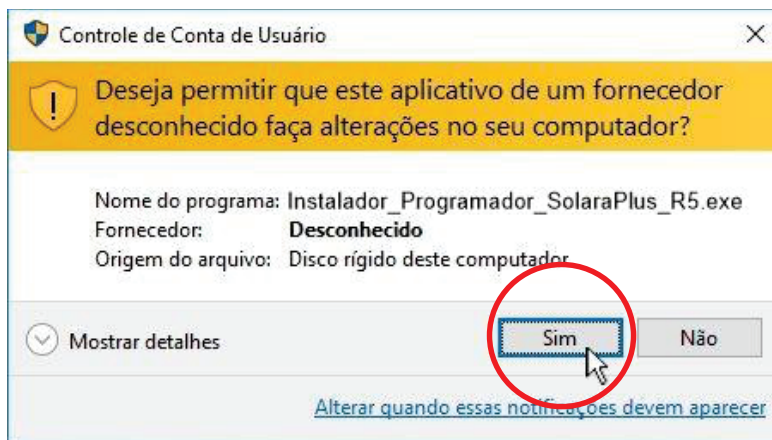 Controle de Conta de Usuário
Deseja permitir que este aplicativo de um fornecedor
desconhecido faça alterações no seu computador?
Nome do programa: Instalador_Programador_SolaraPlus_R5.exe
Fornecedor: Desconhecido
Origem do arquivo: Disco rígido deste computador
Mostrar detalhes
Sim
Não
Alterar quando essas notificações devem aparecer